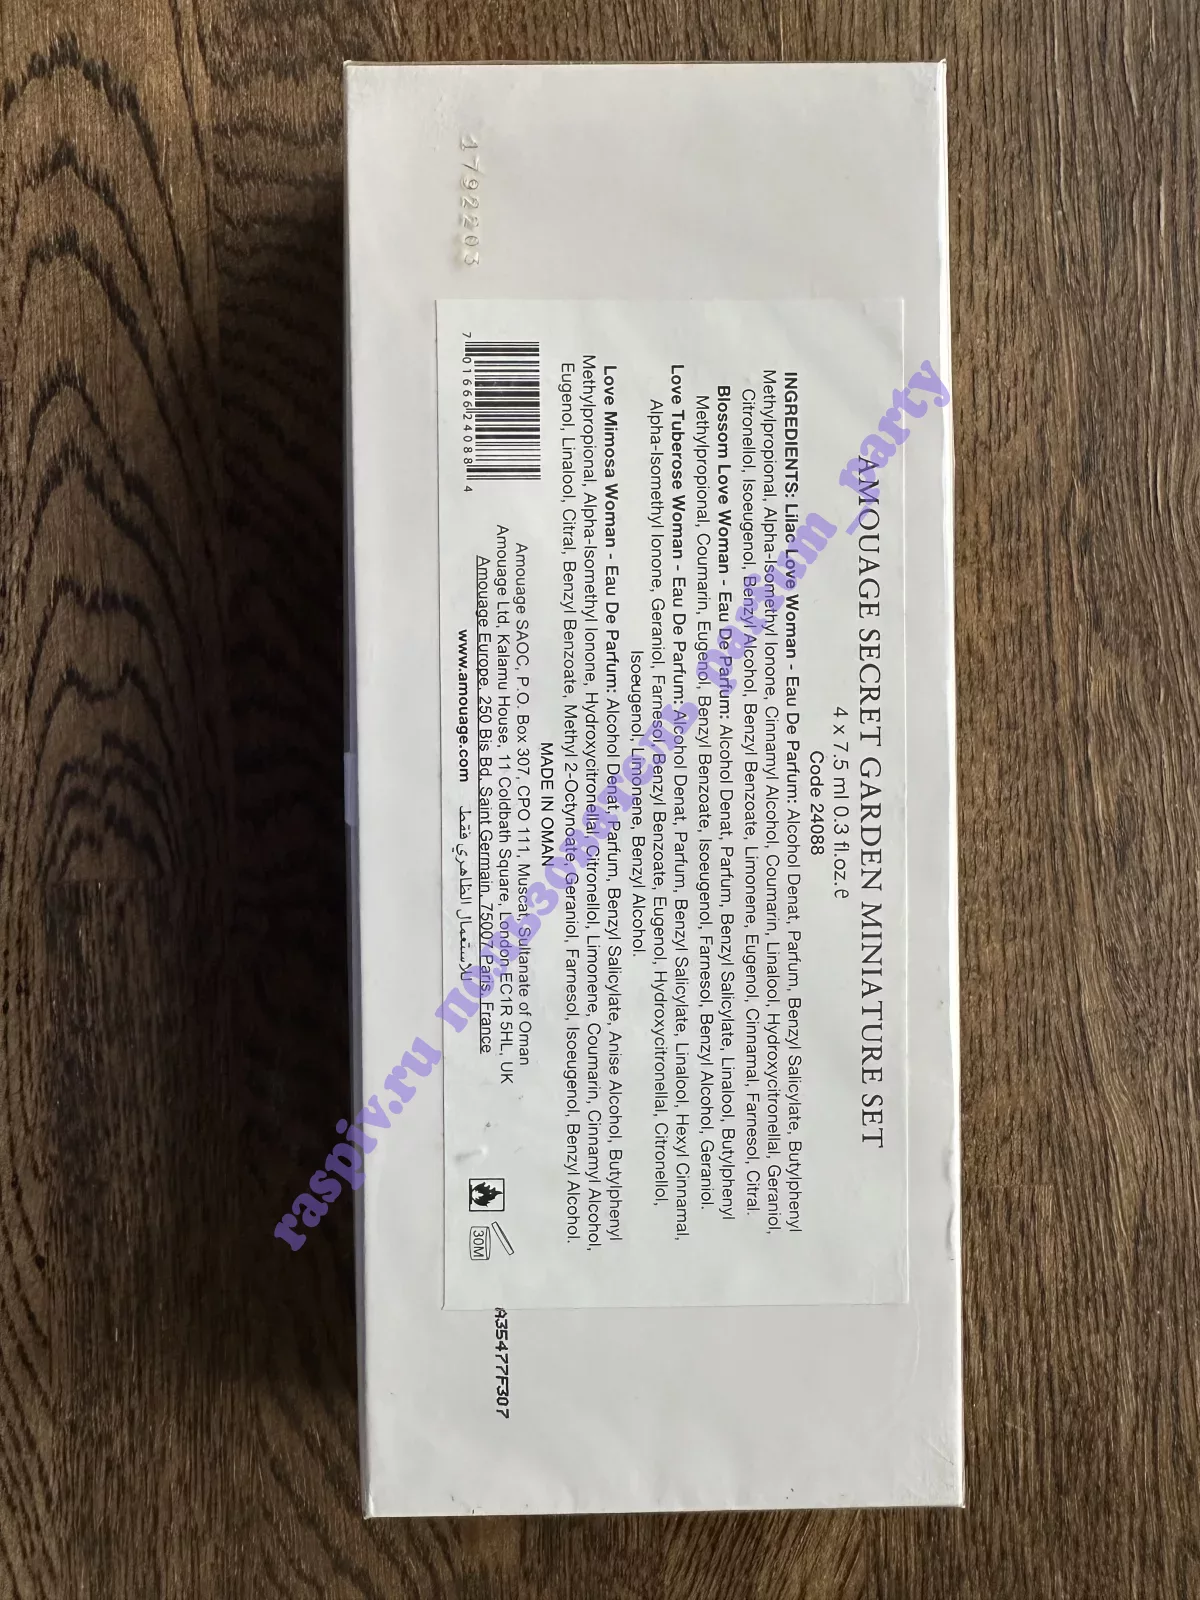 1792203
AMOUAGE SECRET GARDEN MINIATURE SET
4 x 7.5 ml 0.3 fl.oz.e
Code 24088
INGREDIENTS: Lilac Love Woman - Eau De Parfum: Alcohol Denat, Parfum, Benzyl Salicylate, Butylphenyl
Methylpropional, Alpha-Isomethyl Ionone, Cinnamyl Alcohol, Coumarin, Linalool, Hydroxycitronellal, Geraniol,
Citronellol, Isoeugenol, Benzyl Alcohol, Benzyl Benzoate, Limonene, Eugenol, Cinnamal, Farnesol, Citral.
Blossom Love Woman - Eau De Parfum: Alcohol Denat, Parfum, Benzyl Salicylate, Linalool, Butylphenyl
Methylpropional, Coumarin, Eugenol, Benzyl Benzoate, Isoeugenol, Farnesol, Benzyl Alcohol, Geraniol.
Love Tuberose Woman - Eau De Parfum: Alcohol Denat, Parfum, Benzyl Salicylate, Linalool, Hexyl Cinnamal,
Alpha-Isomethyl Ionone, Geraniol, Farnesol, Benzyl Benzoate, Eugenol, Hydroxycitronellal, Citronellol,
Isoeugenol, Limonene, Benzyl Alcohol.
Love Mimosa Woman - Eau De Parfum: Alcohol Denat, Parfum, Benzyl Salicylate, Anise Alcohol, Butylphenyl
Methylpropional, Alpha-Isomethyl Ionone, Hydroxycitronellal, Citronellol, Limonene, Coumarin, Cinnamyl Alcohol,
Eugenol, Linalool, Citral, Benzyl Benzoate, Methyl 2-Octynoate, Geraniol, Farnesol, Isoeugenol, Benzyl Alcohol.
MADE IN OMAN
Amouage SAOC, P.O. Box 307, CPO 111, Muscat, Sultanate of Oman
Amouage Ltd, Kalamu House, 11 Coldbath Square, London EC1R 5HL, UK
Amouage Europe, 250 Bis Bd, Saint Germain, 75007 Paris, France
www.amouage.com للاستعمال الظاهري فقط
7 01666 24088 4
30M
A35477F307
raspiv.ru пользователь parfum_party